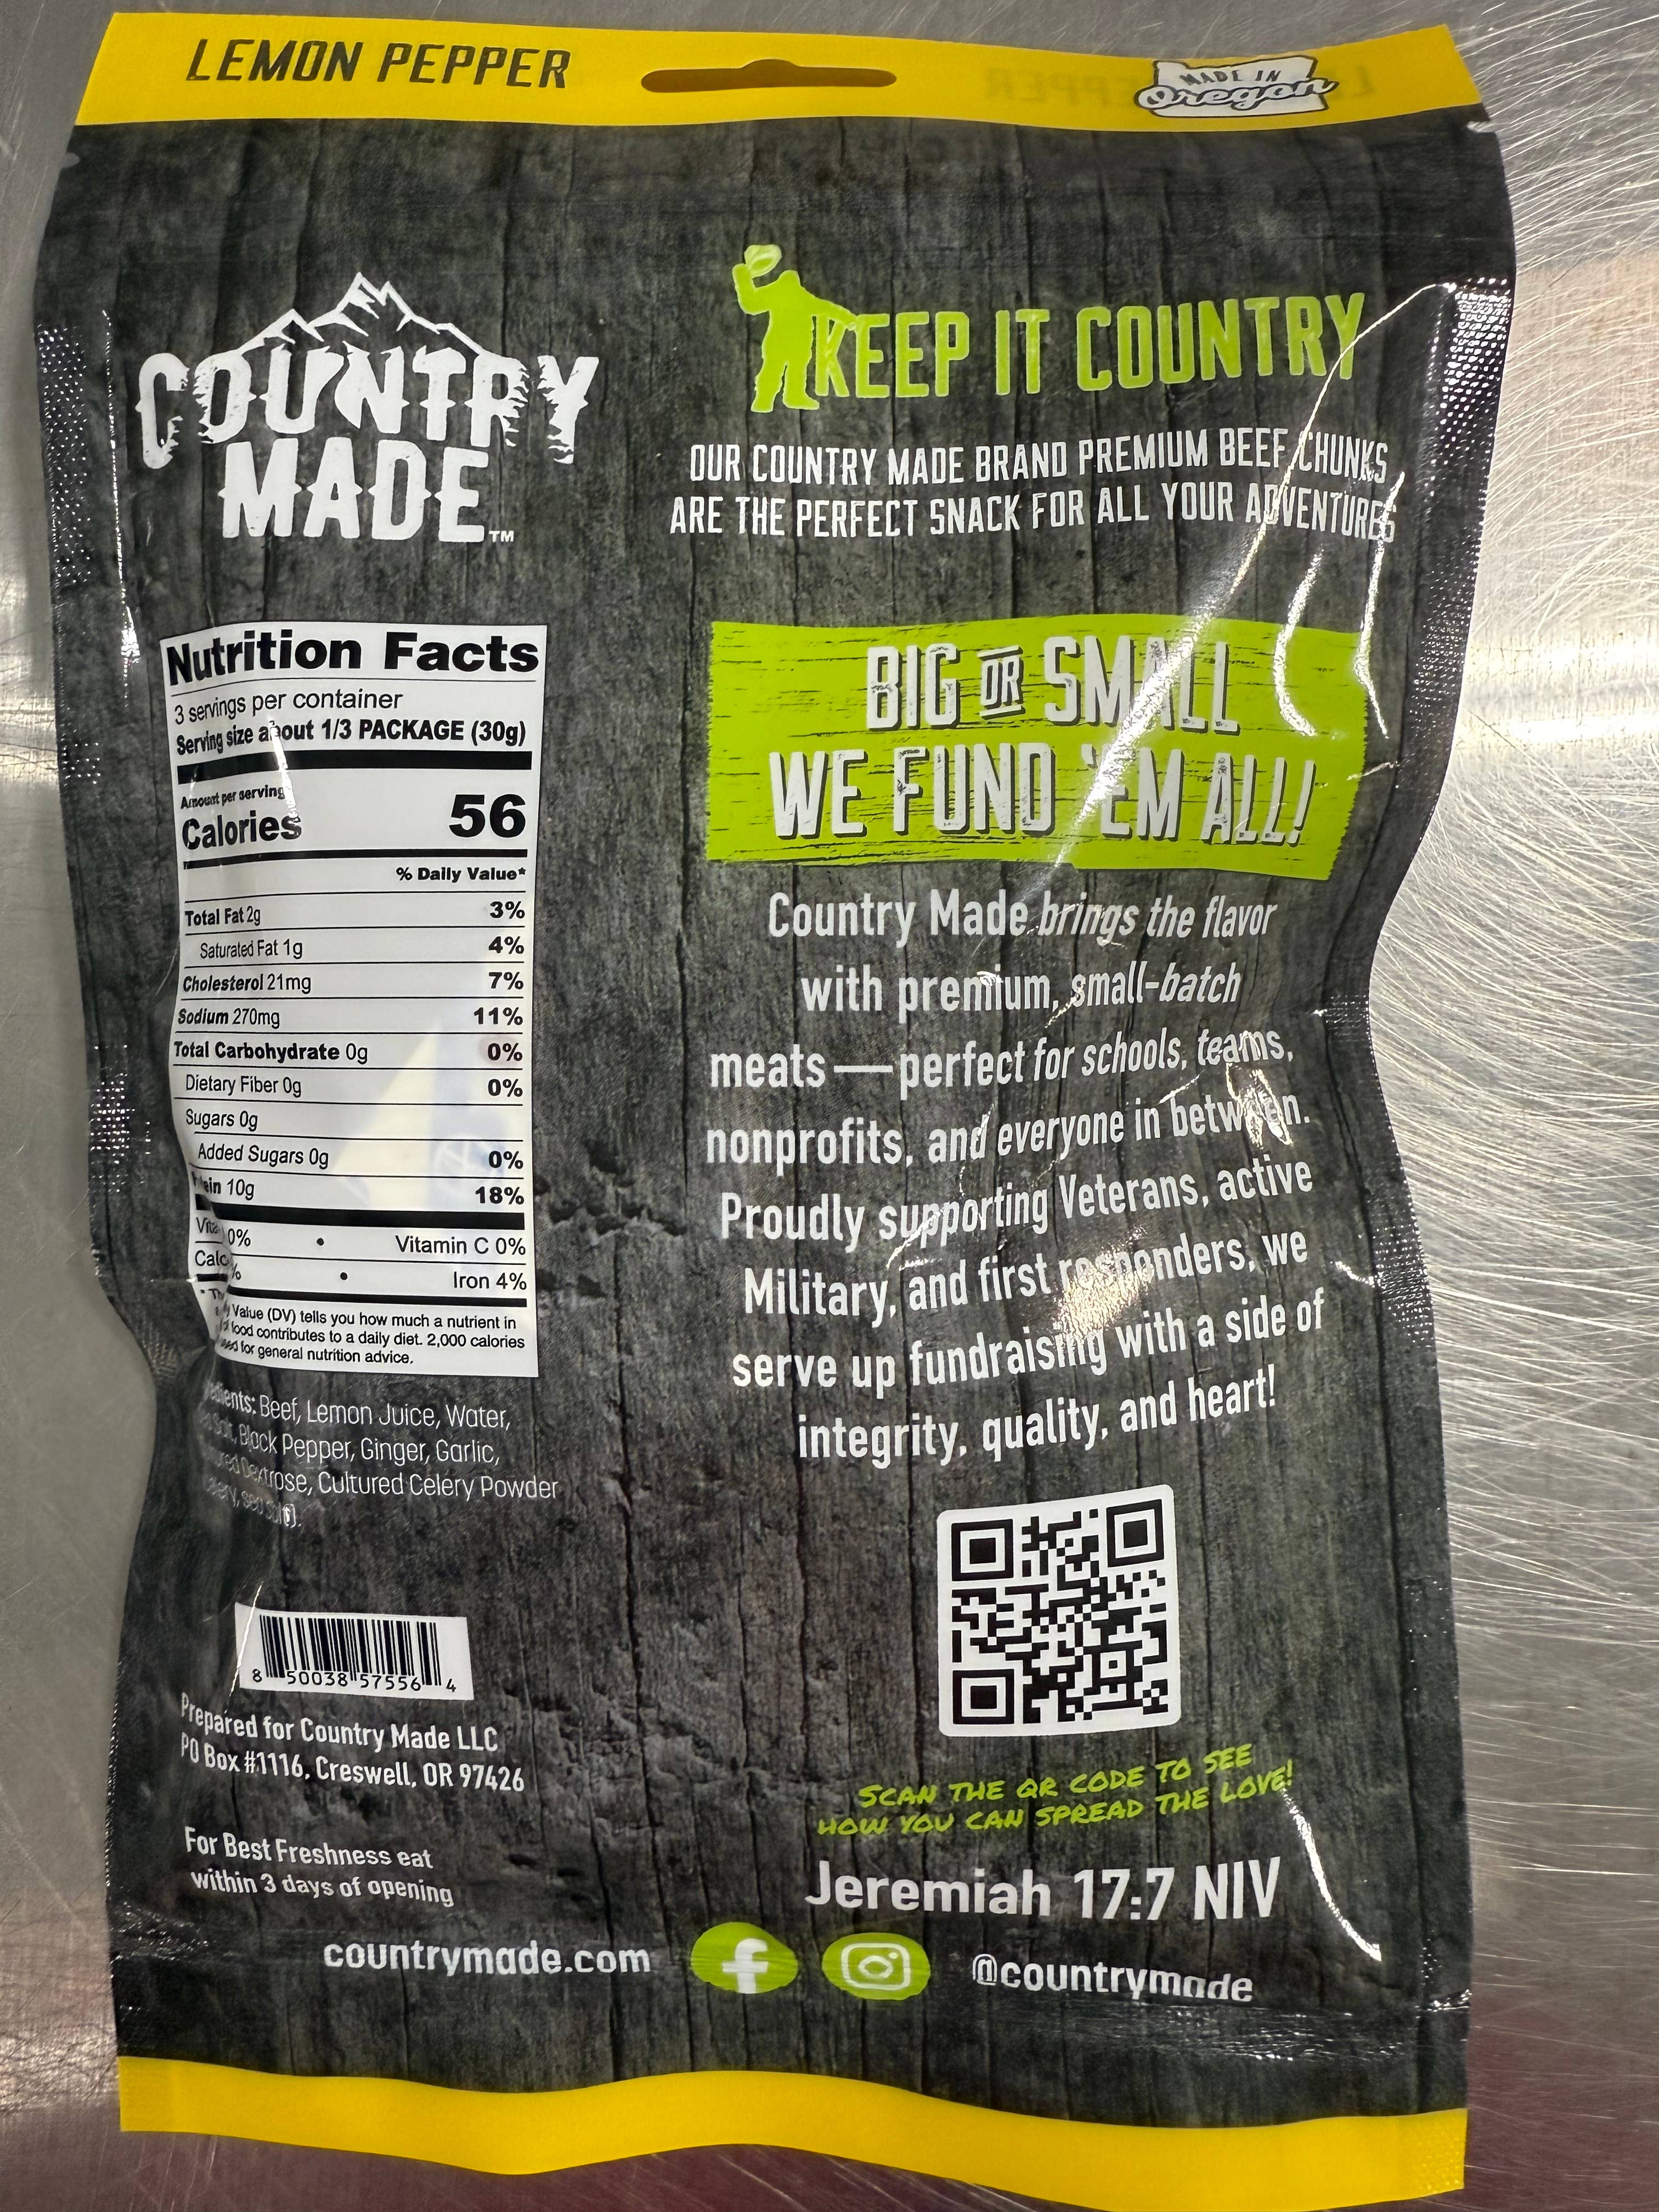 LEMON PEPPER
MADE IN
Oregon
COUNTRY
MADE™
KEEP IT COUNTRY
OUR COUNTRY MADE BRAND PREMIUM BEEF CHUNKS
ARE THE PERFECT SNACK FOR ALL YOUR ADVENTURES
Nutrition Facts
3 servings per container
Serving size about 1/3 PACKAGE (30g)
Amount per serving
Calories 56
% Daily Value*
Total Fat 2g 3%
Saturated Fat 1g 4%
Cholesterol 21mg 7%
Sodium 270mg 11%
Total Carbohydrate 0g 0%
Dietary Fiber 0g 0%
Sugars 0g
Added Sugars 0g 0%
10g 18%
0% • Vitamin C 0%
• Iron 4%
Value (DV) tells you how much a nutrient in
food contributes to a daily diet. 2,000 calories
for general nutrition advice.
Beef, Lemon Juice, Water,
Black Pepper, Ginger, Garlic,
Dextrose, Cultured Celery Powder
sea salt).
8 50038 57556 4
Prepared for Country Made LLC
PO Box #1116, Creswell, OR 97426
For Best Freshness eat
within 3 days of opening
BIG OR SMALL
WE FUND 'EM ALL!
Country Made brings the flavor
with premium, small-batch
meats — perfect for schools, teams,
nonprofits, and everyone in between.
Proudly supporting Veterans, active
Military, and first responders, we
serve up fundraising with a side of
integrity, quality, and heart!
SCAN THE QR CODE TO SEE
HOW YOU CAN SPREAD THE LOVE!
Jeremiah 17:7 NIV
countrymade.com
@countrymade